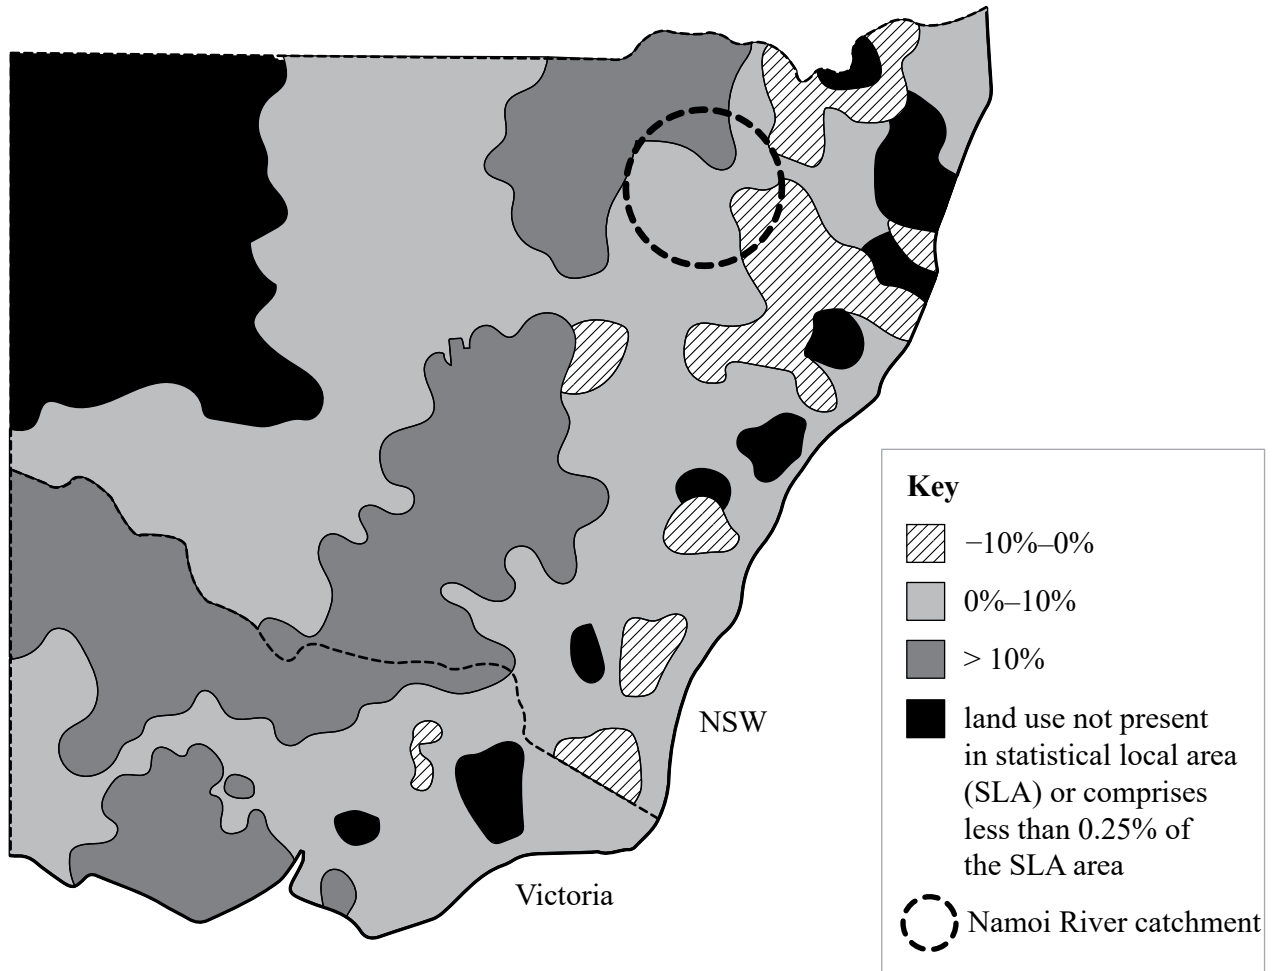 NSW
Victoria
Key
−10%–0%
0%–10%
> 10%
land use not present
in statistical local area
(SLA) or comprises
less than 0.25% of
the SLA area
Namoi River catchment